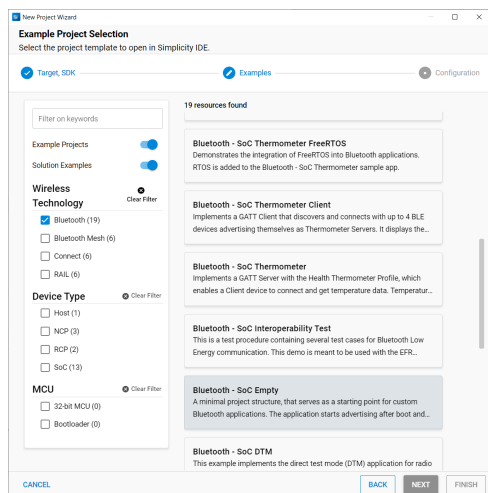 New Project Wizard
Example Project Selection
Select the project template to open in Simplicity IDE.
Target, SDK
Examples
Configuration
Filter on keywords
Example Projects
Solution Examples
Wireless
Technology
Clear Filter
Bluetooth (19)
Bluetooth Mesh (6)
Connect (6)
RAIL (6)
Device Type
Clear Filter
Host (1)
NCP (3)
RCP (2)
SoC (13)
MCU
Clear Filter
32-bit MCU (0)
Bootloader (0)
19 resources found
Bluetooth - SoC Thermometer FreeRTOS
Demonstrates the integration of FreeRTOS into Bluetooth applications.
RTOS is added to the Bluetooth - SoC Thermometer sample app.
Bluetooth - SoC Thermometer Client
Implements a GATT Client that discovers and connects with up to 4 BLE
devices advertising themselves as Thermometer Servers. It displays the...
Bluetooth - SoC Thermometer
Implements a GATT Server with the Health Thermometer Profile, which
enables a Client device to connect and get temperature data. Temperatur...
Bluetooth - SoC Interoperability Test
This is a test procedure containing several test cases for Bluetooth Low
Energy communication. This demo is meant to be used with the EFR...
Bluetooth - SoC Empty
A minimal project structure, that serves as a starting point for custom
Bluetooth applications. The application starts advertising after boot and...
Bluetooth - SoC DTM
This example implements the direct test mode (DTM) application for radio
CANCEL
BACK
NEXT
FINISH